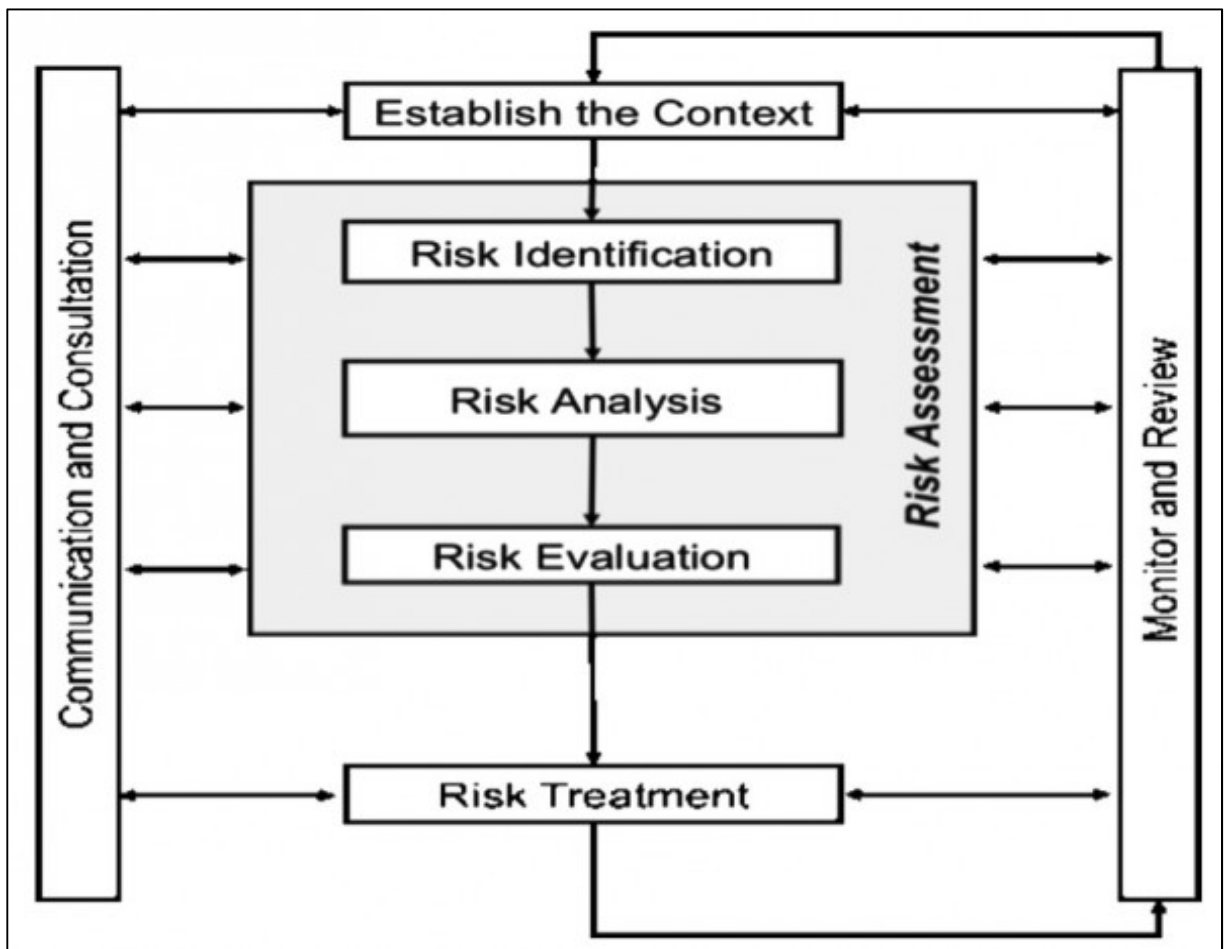 Establish the Context
Communication and Consultation
Risk Identification
Risk Analysis
Risk Evaluation
Risk Assessment
Monitor and Review
Risk Treatment